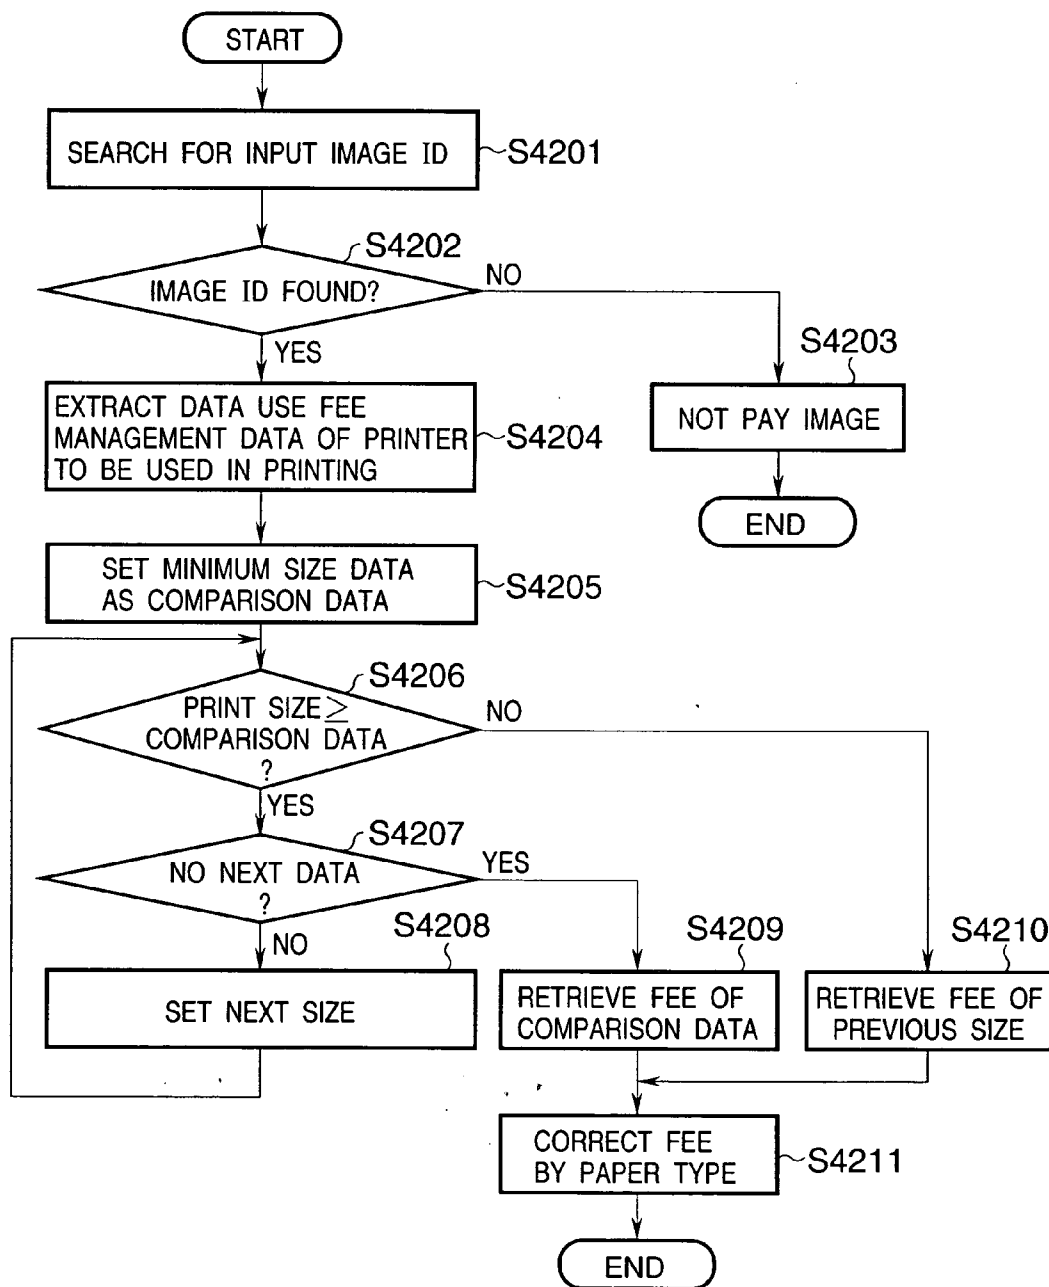 START
SEARCH FOR INPUT IMAGE ID
S4201
S4202
IMAGE ID FOUND?
NO
YES
S4203
NOT PAY IMAGE
END
EXTRACT DATA USE FEE
MANAGEMENT DATA OF PRINTER
TO BE USED IN PRINTING
S4204
SET MINIMUM SIZE DATA
AS COMPARISON DATA
S4205
S4206
PRINT SIZE ≥
COMPARISON DATA
?
NO
YES
S4207
NO NEXT DATA
?
YES
NO
S4208
SET NEXT SIZE
S4209
RETRIEVE FEE OF
COMPARISON DATA
S4210
RETRIEVE FEE OF
PREVIOUS SIZE
CORRECT FEE
BY PAPER TYPE
S4211
END